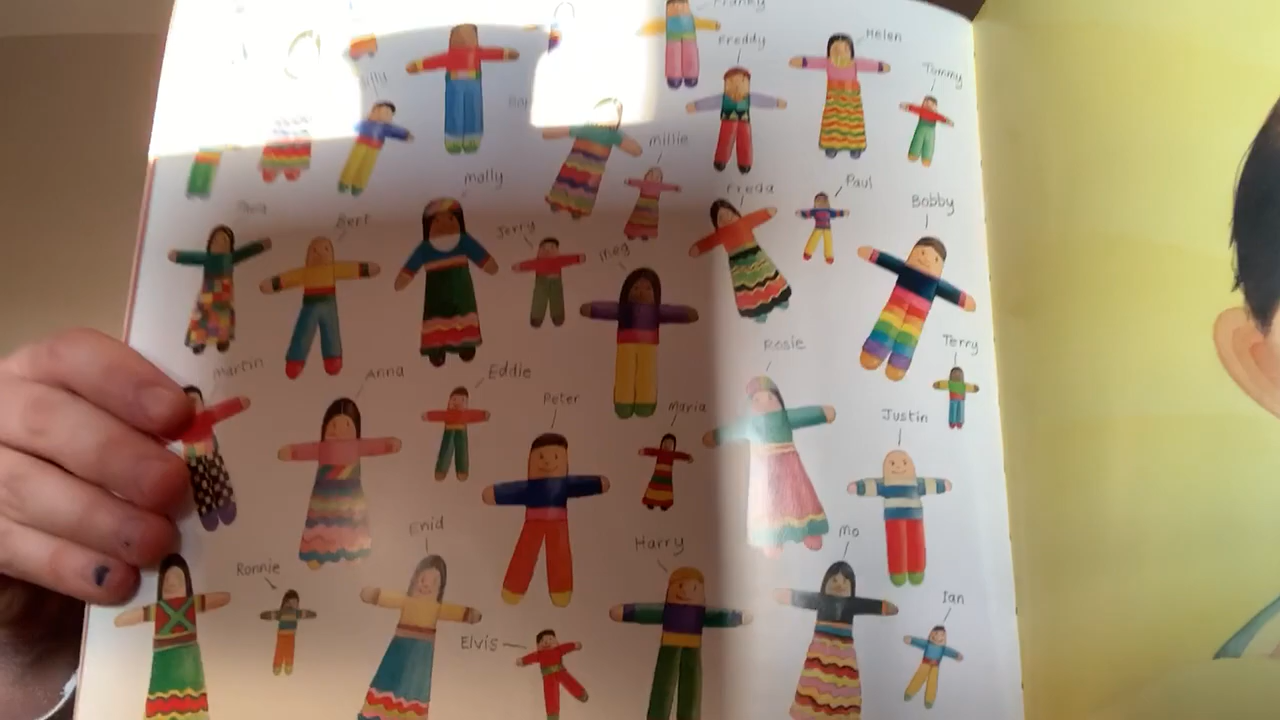 Franky
Freddy
Helen
Tommy
Billy
Millie
Molly
Freda
Paul
Bobby
Bert
Jerry
Meg
Martin
Anna
Eddie
Peter
Maria
Rosie
Terry
Justin
Enid
Harry
Mo
Ronnie
Elvis
Ian